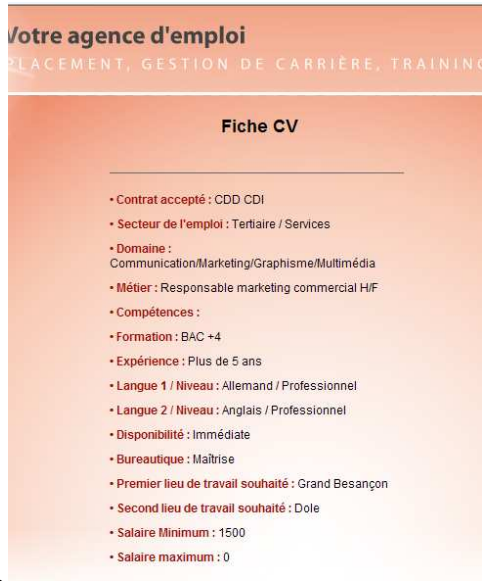 Votre agence d'emploi
PLACEMENT, GESTION DE CARRIÈRE, TRAINING
Fiche CV
• Contrat accepté : CDD CDI
• Secteur de l'emploi : Tertiaire / Services
• Domaine :
Communication/Marketing/Graphisme/Multimédia
• Métier : Responsable marketing commercial H/F
• Compétences :
• Formation : BAC +4
• Expérience : Plus de 5 ans
• Langue 1 / Niveau : Allemand / Professionnel
• Langue 2 / Niveau : Anglais / Professionnel
• Disponibilité : Immédiate
• Bureautique : Maîtrise
• Premier lieu de travail souhaité : Grand Besançon
• Second lieu de travail souhaité : Dole
• Salaire Minimum : 1500
• Salaire maximum : 0